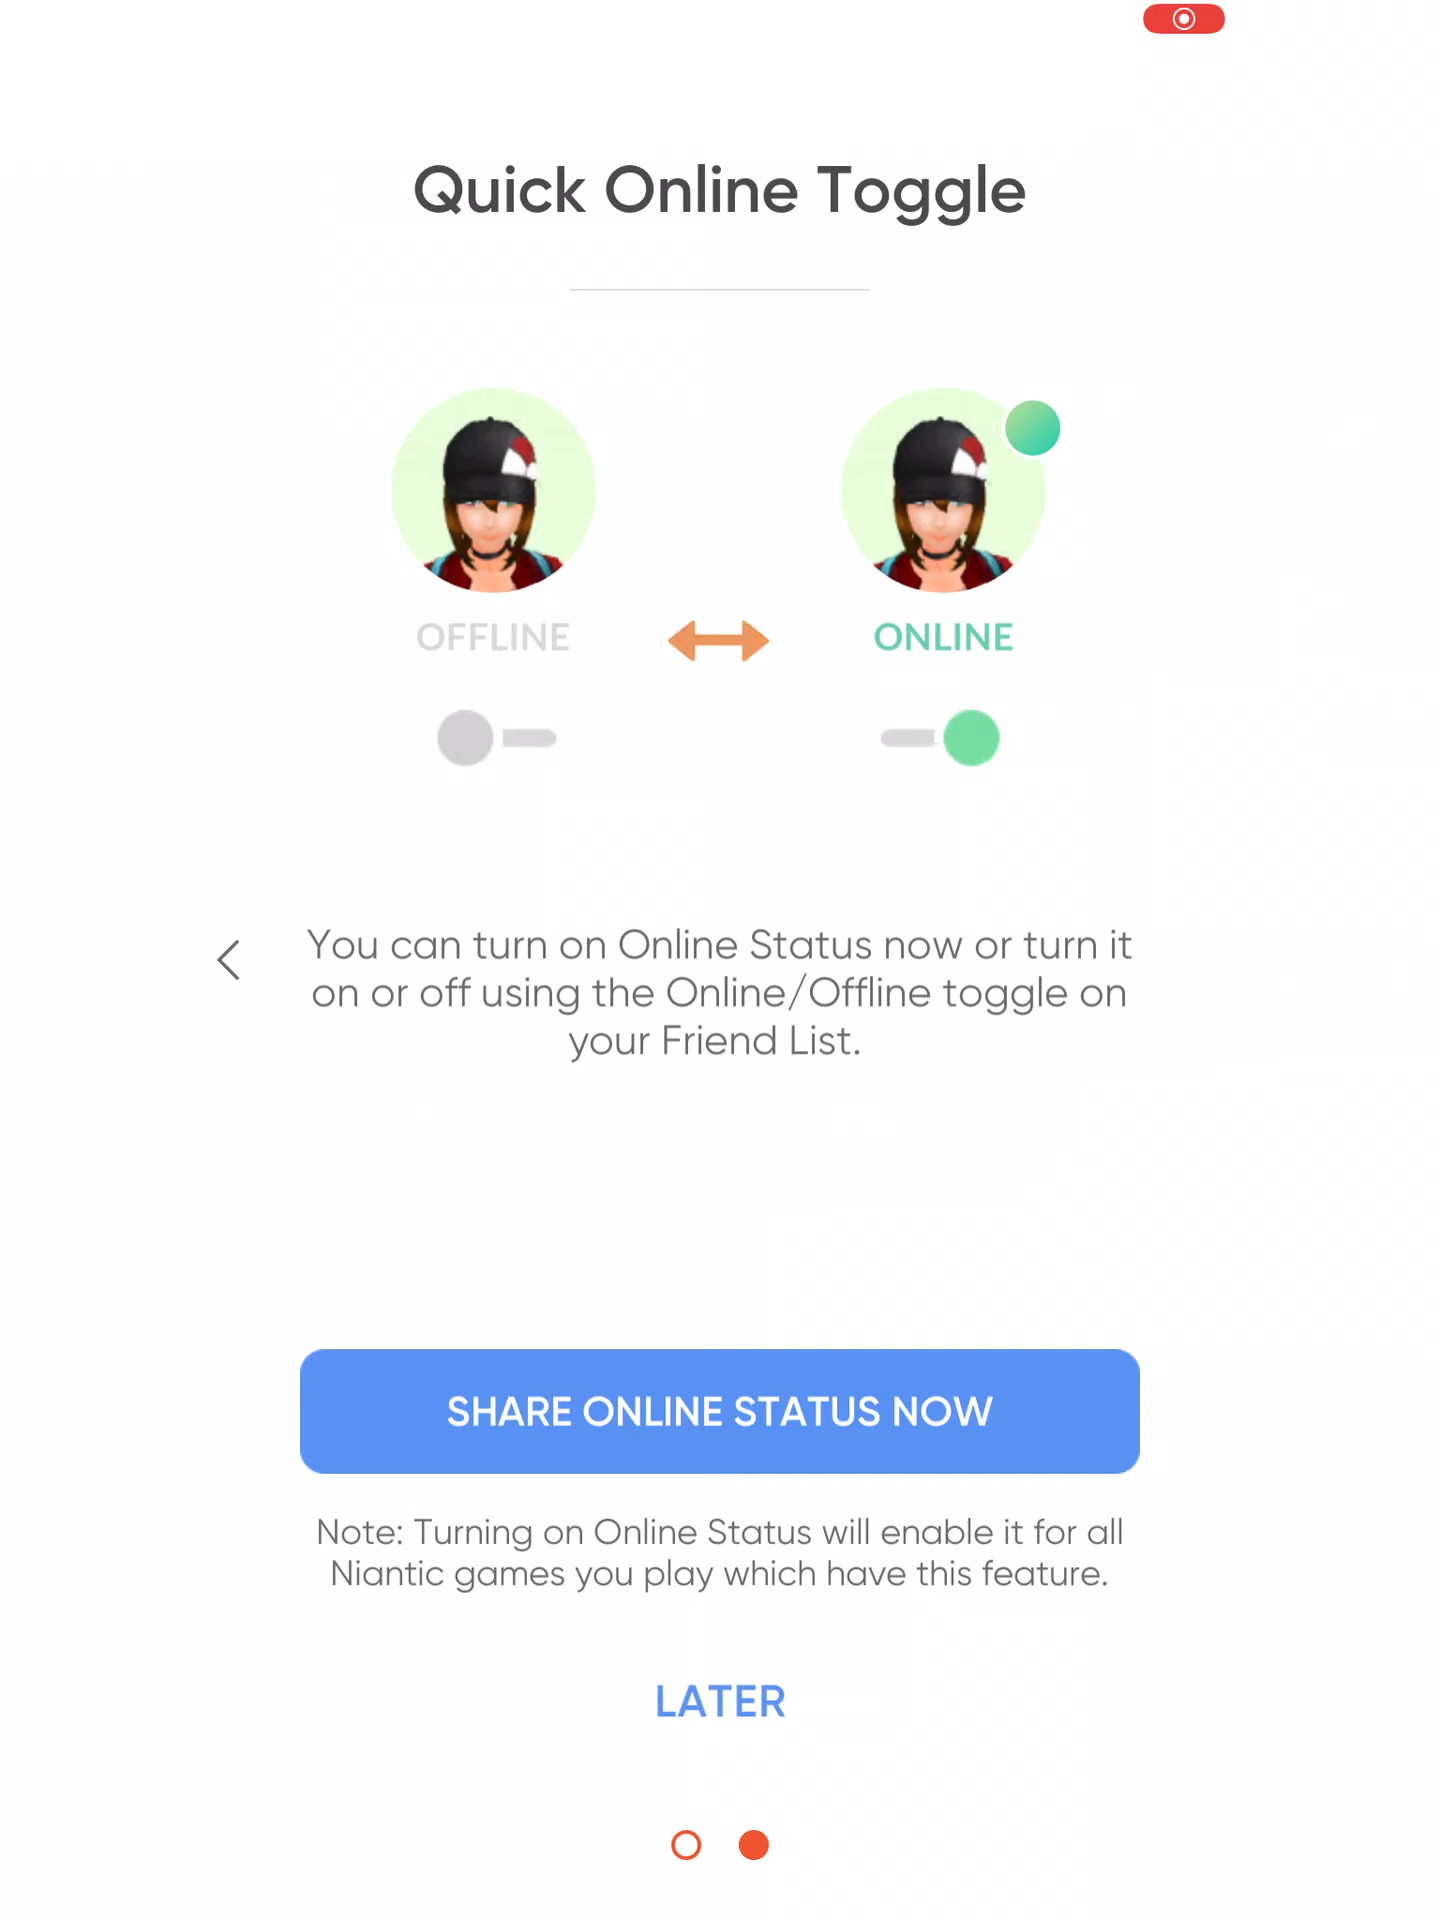 Quick Online Toggle
OFFLINE
ONLINE
You can turn on Online Status now or turn it
on or off using the Online/Offline toggle on
your Friend List.
SHARE ONLINE STATUS NOW
Note: Turning on Online Status will enable it for all
Niantic games you play which have this feature.
LATER